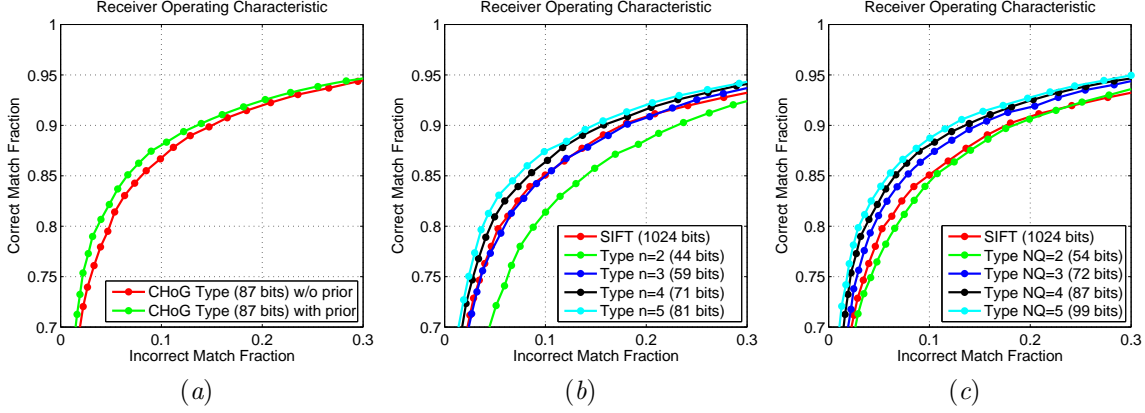 Receiver Operating Characteristic
1
0.95
0.9
0.85
0.8
0.75
0.7
0
0.1
0.2
0.3
Correct Match Fraction
Incorrect Match Fraction
CHoG Type (87 bits) w/o prior
CHoG Type (87 bits) with prior
(a)
Receiver Operating Characteristic
1
0.95
0.9
0.85
0.8
0.75
0.7
0
0.1
0.2
0.3
Correct Match Fraction
Incorrect Match Fraction
SIFT (1024 bits)
Type n=2 (44 bits)
Type n=3 (59 bits)
Type n=4 (71 bits)
Type n=5 (81 bits)
(b)
Receiver Operating Characteristic
1
0.95
0.9
0.85
0.8
0.75
0.7
0
0.1
0.2
0.3
Correct Match Fraction
Incorrect Match Fraction
SIFT (1024 bits)
Type NQ=2 (54 bits)
Type NQ=3 (72 bits)
Type NQ=4 (87 bits)
Type NQ=5 (99 bits)
(c)